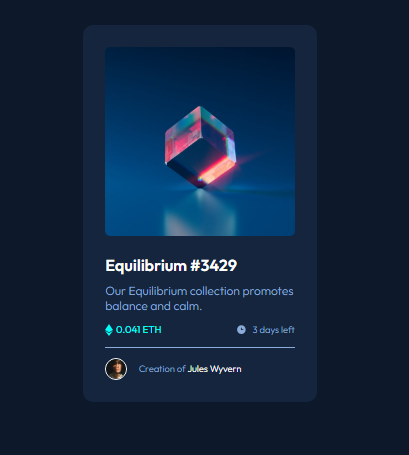 Equilibrium #3429
Our Equilibrium collection promotes
balance and calm.
0.041 ETH 3 days left
Creation of Jules Wyvern